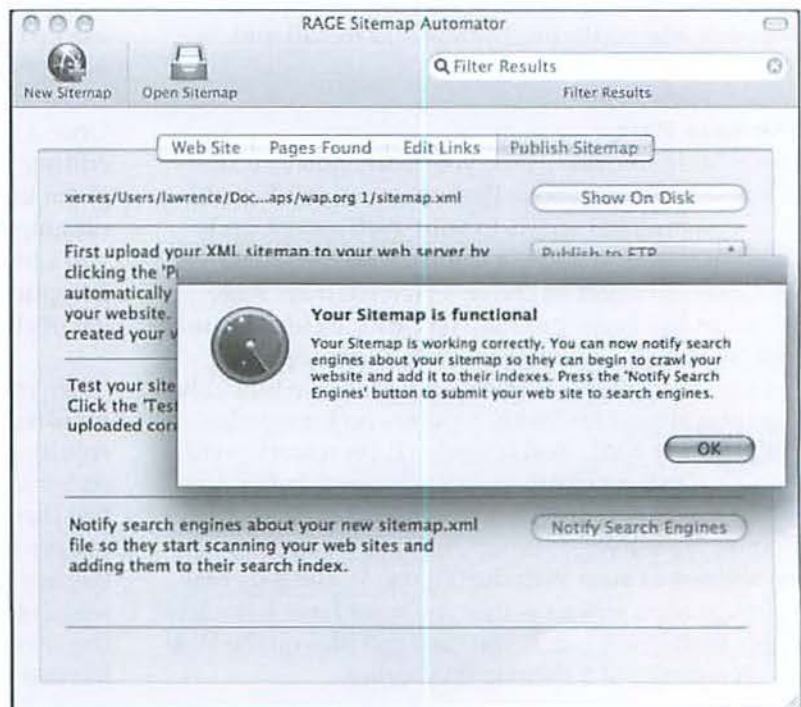 RAGE Sitemap Automator
New Sitemap
Open Sitemap
Filter Results
Filter Results
Web Site
Pages Found
Edit Links
Publish Sitemap
xerxes/Users/lawrence/Doc...aps/wap.org 1/sitemap.xml
Show On Disk
First upload your XML sitemap to your web server by
clicking the 'P
automatically
your website.
created your v
Publish to FTP
Your Sitemap is functional
Your Sitemap is working correctly. You can now notify search
engines about your sitemap so they can begin to crawl your
website and add it to their indexes. Press the 'Notify Search
Engines' button to submit your web site to search engines.
OK
Test your site
Click the 'Test
uploaded cor
Notify search engines about your new sitemap.xml
file so they start scanning your web sites and
adding them to their search index.
Notify Search Engines